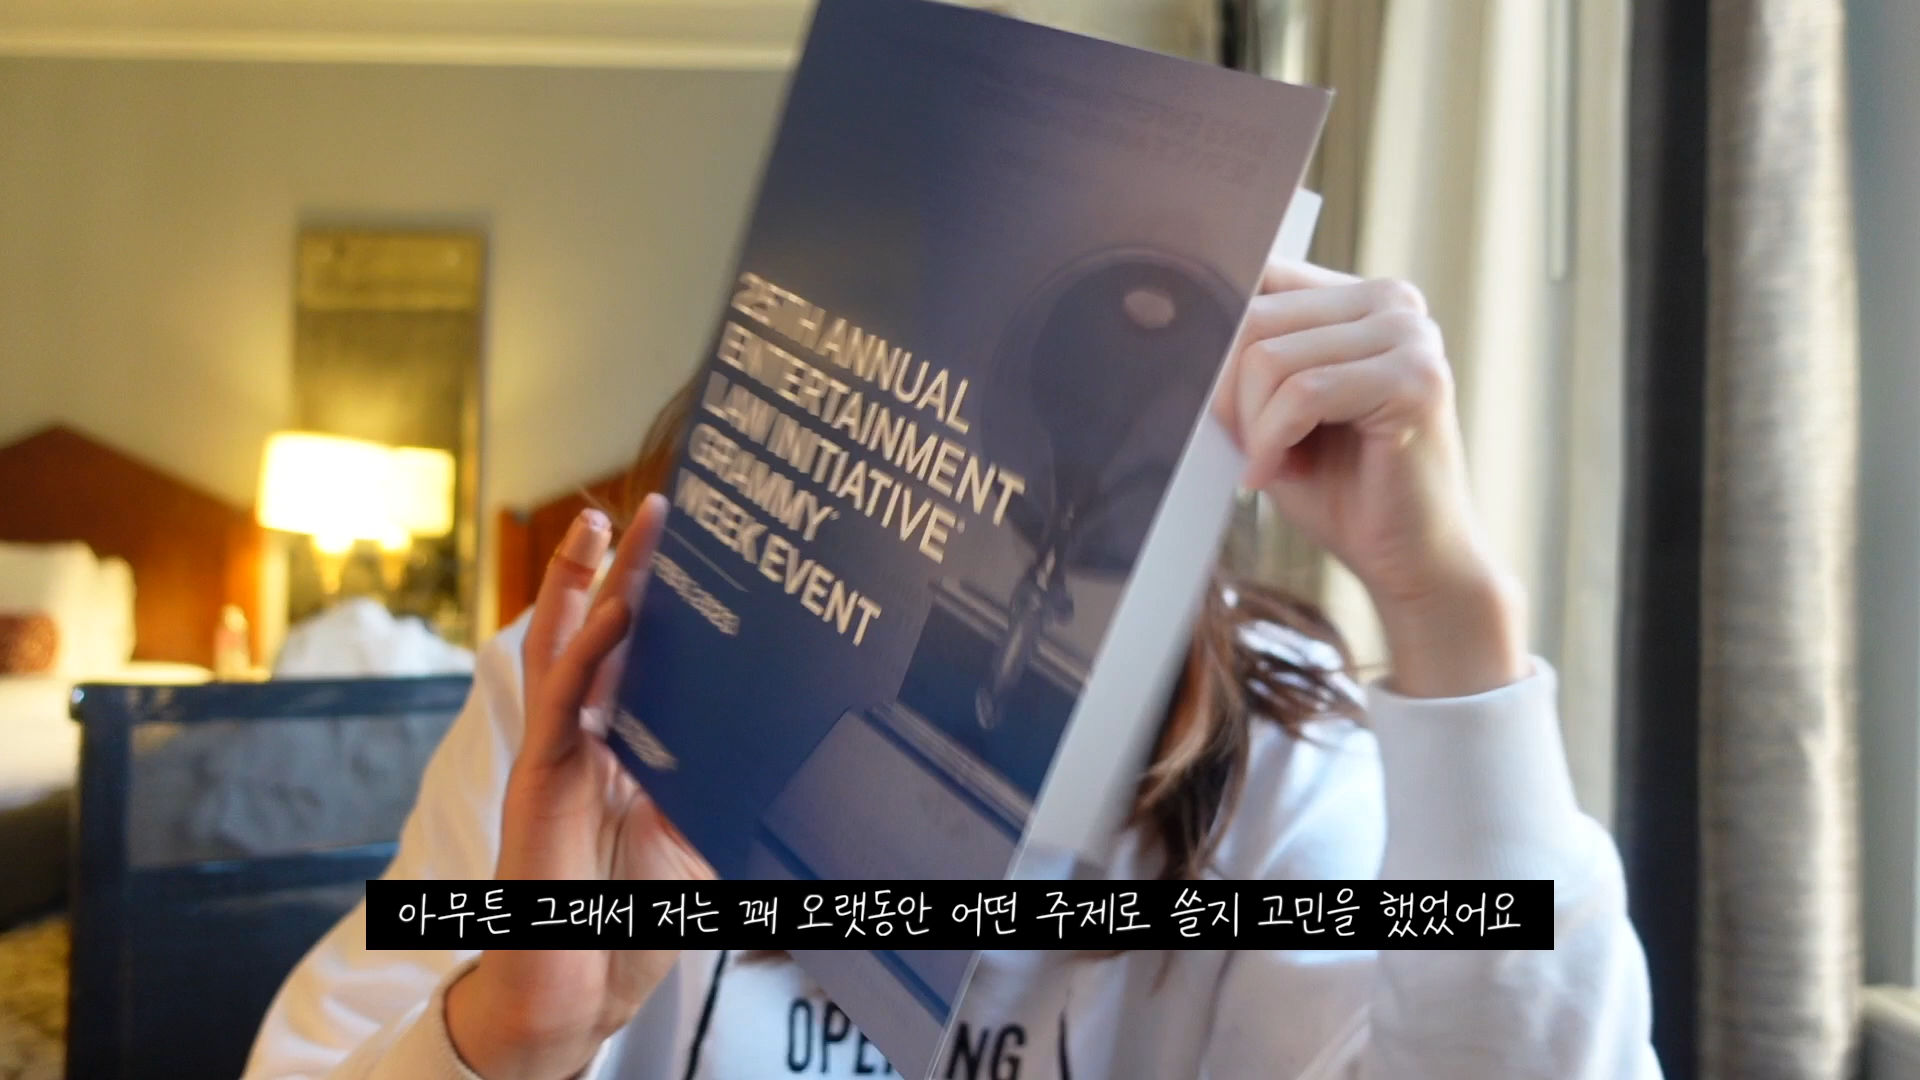 25TH ANNUAL
ENTERTAINMENT
LAW INITIATIVE®
GRAMMY®
WEEK EVENT
아무튼 그래서 저는 꽤 오랫동안 어떤 주제로 쓸지 고민을 했었어요
OPE
NG